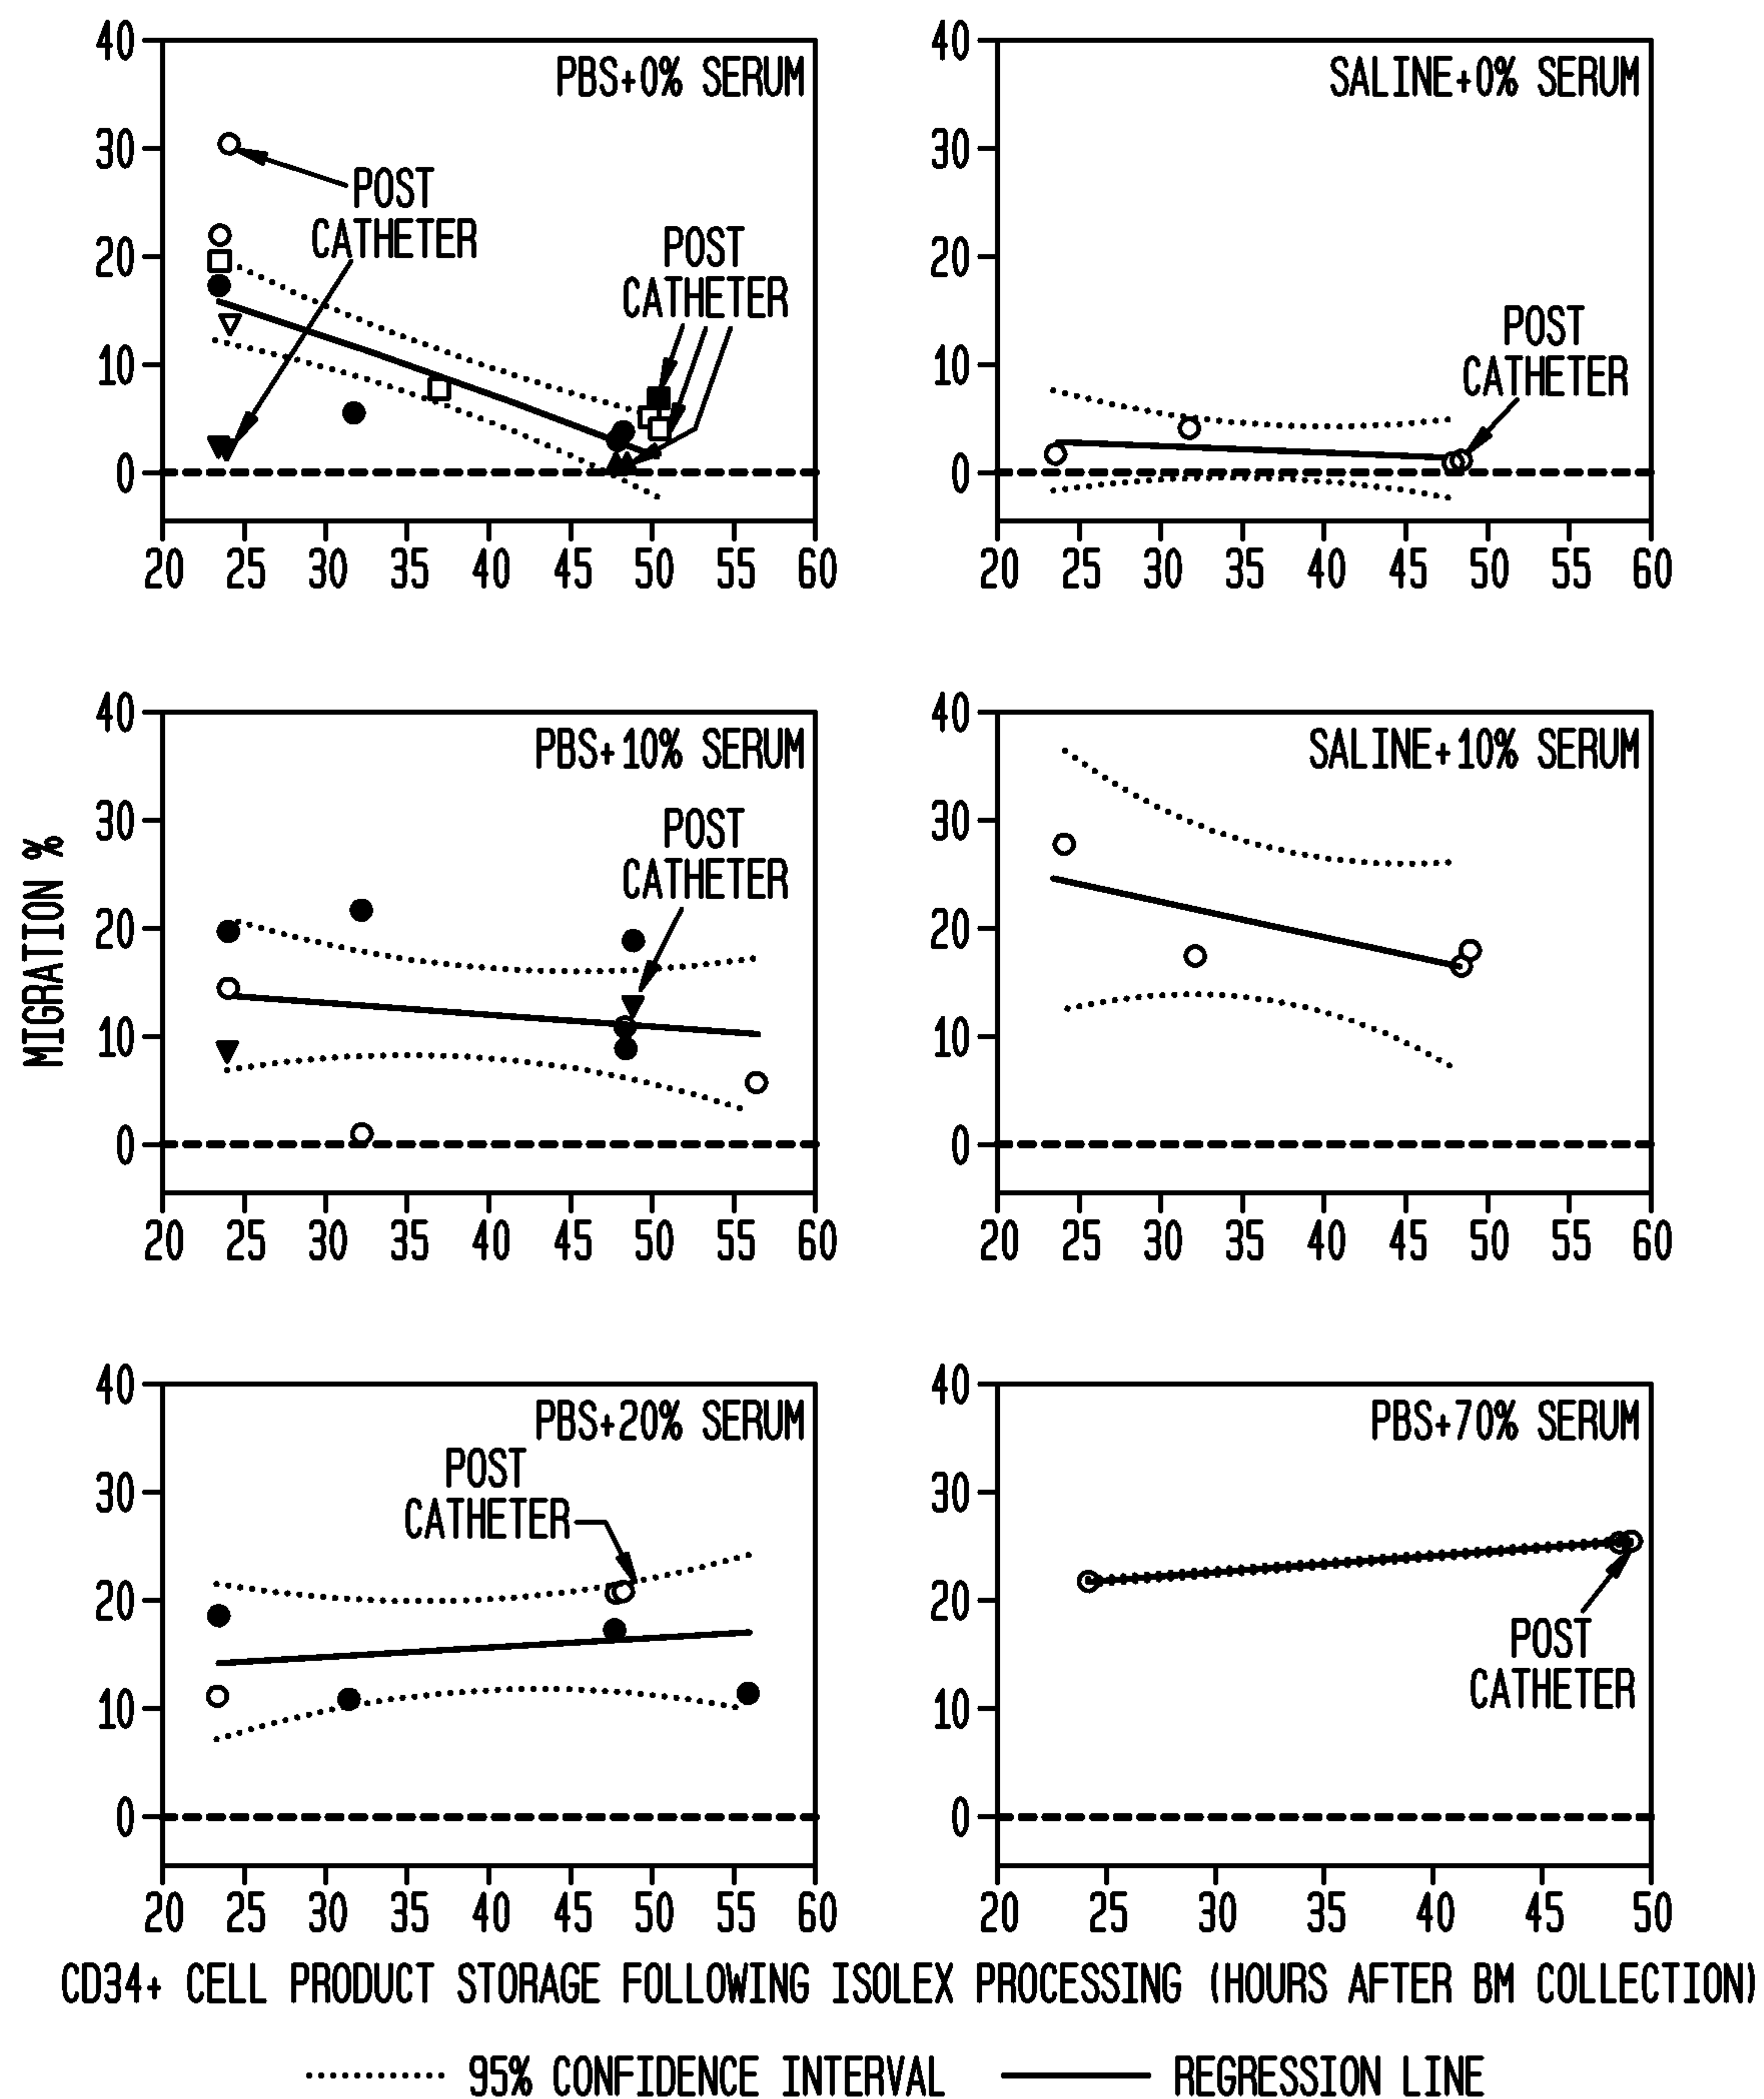 40
PBS+0% SERUM
30
POST
CATHETER
20
POST
CATHETER
10
0
20 25 30 35 40 45 50 55 60
40
SALINE+0% SERUM
30
20
POST
CATHETER
10
0
20 25 30 35 40 45 50 55 60
MIGRATION %
40
PBS+10% SERUM
30
POST
CATHETER
20
10
0
20 25 30 35 40 45 50 55 60
40
SALINE+10% SERUM
30
20
10
0
20 25 30 35 40 45 50 55 60
40
PBS+20% SERUM
POST
30
CATHETER
20
10
0
20 25 30 35 40 45 50 55 60
40
PBS+70% SERUM
30
20
POST
CATHETER
10
0
20 25 30 35 40 45 50
CD34+ CELL PRODUCT STORAGE FOLLOWING ISOLEX PROCESSING (HOURS AFTER BM COLLECTION)
95% CONFIDENCE INTERVAL
REGRESSION LINE